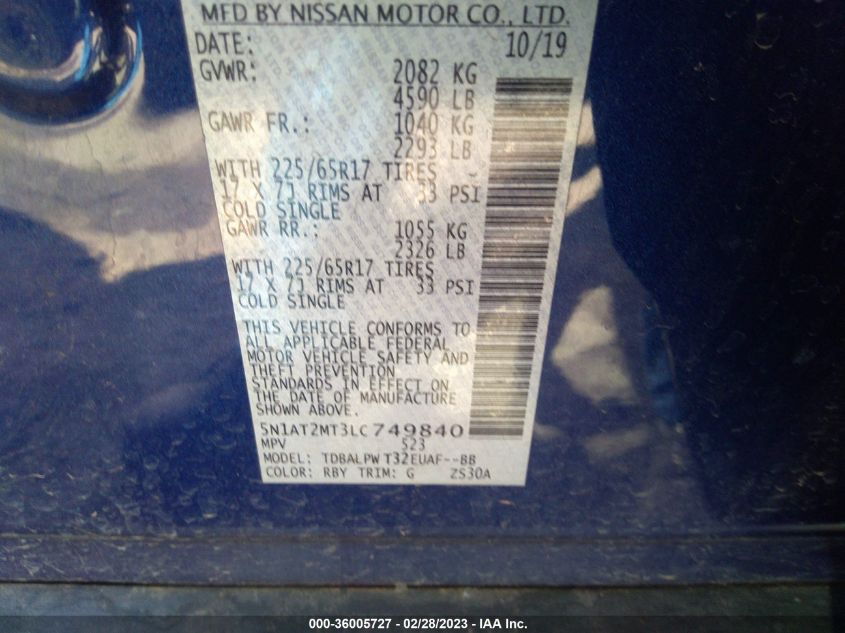 MFD BY NISSAN MOTOR CO., LTD.
DATE: 10/19
GVWR: 2082 KG
4590 LB
GAWR FR.: 1040 KG
2293 LB
WITH 225/65R17 TIRES
17 X 7J RIMS AT 33 PSI
COLD SINGLE
GAWR RR.: 1055 KG
2326 LB
WITH 225/65R17 TIRES
17 X 7J RIMS AT 33 PSI
COLD SINGLE
THIS VEHICLE CONFORMS TO
ALL APPLICABLE FEDERAL
MOTOR VEHICLE SAFETY AND
THEFT PREVENTION
STANDARDS IN EFFECT ON
THE DATE OF MANUFACTURE
SHOWN ABOVE.
5N1AT2MT3LC749840
MPV 523
MODEL: TDBALPW T32EUAF--BB
COLOR: RBY TRIM: G ZS30A
000-36005727 - 02/28/2023 - IAA Inc.